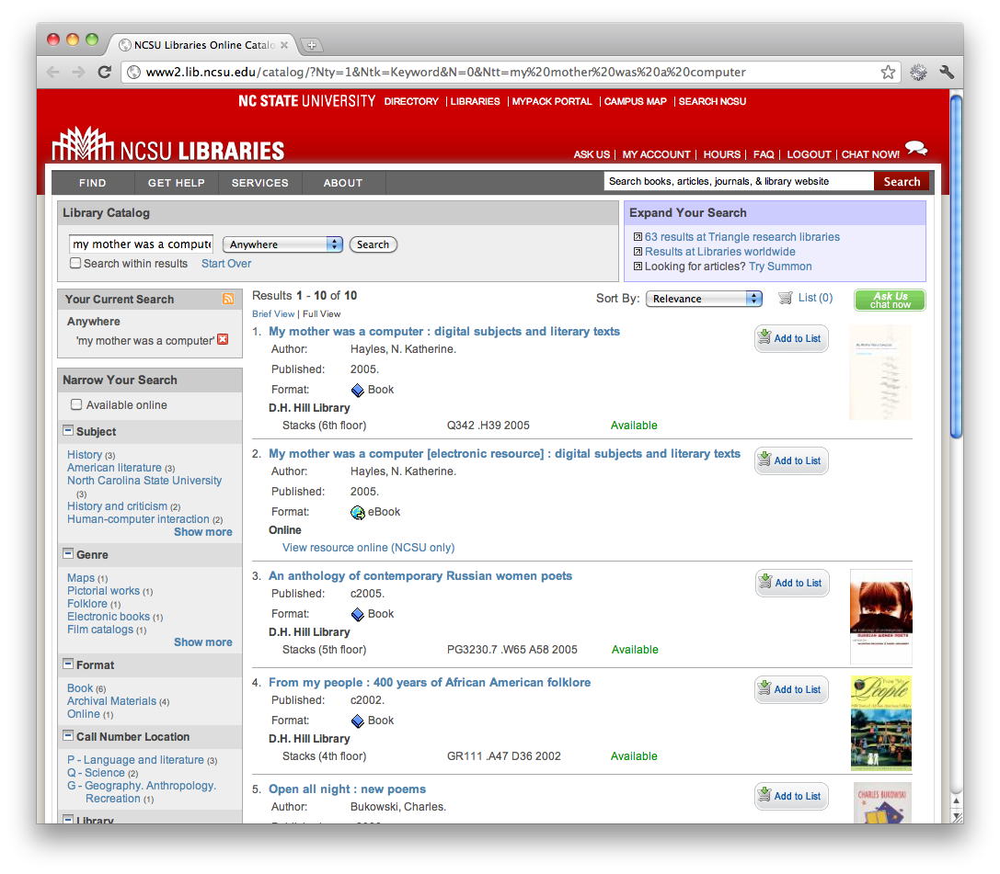 NCSU Libraries Online Catalo
www2.lib.ncsu.edu/catalog/?Nty=1&Ntk=Keyword&N=0&Ntt=my%20mother%20was%20a%20computer
NC STATE UNIVERSITY DIRECTORY | LIBRARIES | MYPACK PORTAL | CAMPUS MAP | SEARCH NCSU
NCSU LIBRARIES
ASK US | MY ACCOUNT | HOURS | FAQ | LOGOUT | CHAT NOW!
FIND GET HELP SERVICES ABOUT
Search books, articles, journals, & library website Search
Library Catalog
my mother was a compute Anywhere Search
Search within results Start Over
Expand Your Search
63 results at Triangle research libraries
Results at Libraries worldwide
Looking for articles? Try Summon
Your Current Search
Anywhere
'my mother was a computer'
Narrow Your Search
Available online
Subject
History (3)
American literature (3)
North Carolina State University
(3)
History and criticism (2)
Human-computer interaction (2)
Show more
Genre
Maps (1)
Pictorial works (1)
Folklore (1)
Electronic books (1)
Film catalogs (1)
Show more
Format
Book (6)
Archival Materials (4)
Online (1)
Call Number Location
P - Language and literature (3)
Q - Science (2)
G - Geography. Anthropology.
Recreation (1)
Library
Results 1 - 10 of 10
Sort By: Relevance List (0)
Ask Us
chat now
Brief View | Full View
1. My mother was a computer : digital subjects and literary texts
Add to List
Author: Hayles, N. Katherine.
Published: 2005.
Format: Book
D.H. Hill Library
Stacks (6th floor) Q342 .H39 2005 Available
2. My mother was a computer [electronic resource] : digital subjects and literary texts
Add to List
Author: Hayles, N. Katherine.
Published: 2005.
Format: eBook
Online
View resource online (NCSU only)
3. An anthology of contemporary Russian women poets
Add to List
Published: c2005.
Format: Book
D.H. Hill Library
Stacks (5th floor) PG3230.7 .W65 A58 2005 Available
4. From my people : 400 years of African American folklore
Add to List
Published: c2002.
Format: Book
D.H. Hill Library
Stacks (4th floor) GR111 .A47 D36 2002 Available
From My
People
5. Open all night : new poems
Add to List
Author: Bukowski, Charles.
CHARLES BUKOWSKI